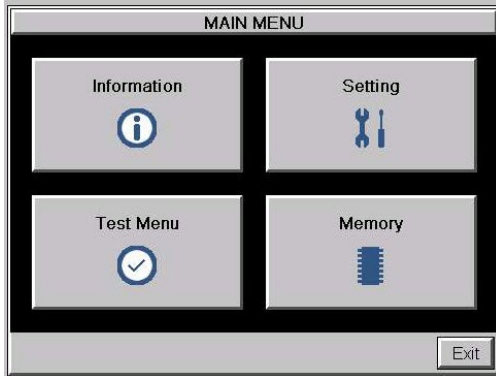 MAIN MENU
Information
Setting
Test Menu
Memory
Exit